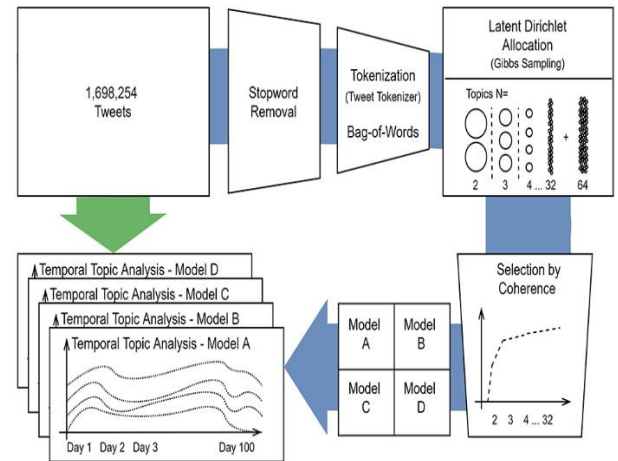 1,698,254
Tweets
Stopword
Removal
Tokenization
(Tweet Tokenizer)
Bag-of-Words
Latent Dirichlet
Allocation
(Gibbs Sampling)
Topics N=
+
2 3 4 ... 32 64
Selection by
Coherence
2 3 4 ... 32
Model
A
Model
B
Model
C
Model
D
Temporal Topic Analysis - Model D
Temporal Topic Analysis - Model C
Temporal Topic Analysis - Model B
Temporal Topic Analysis - Model A
Day 1 Day 2 Day 3 Day 100